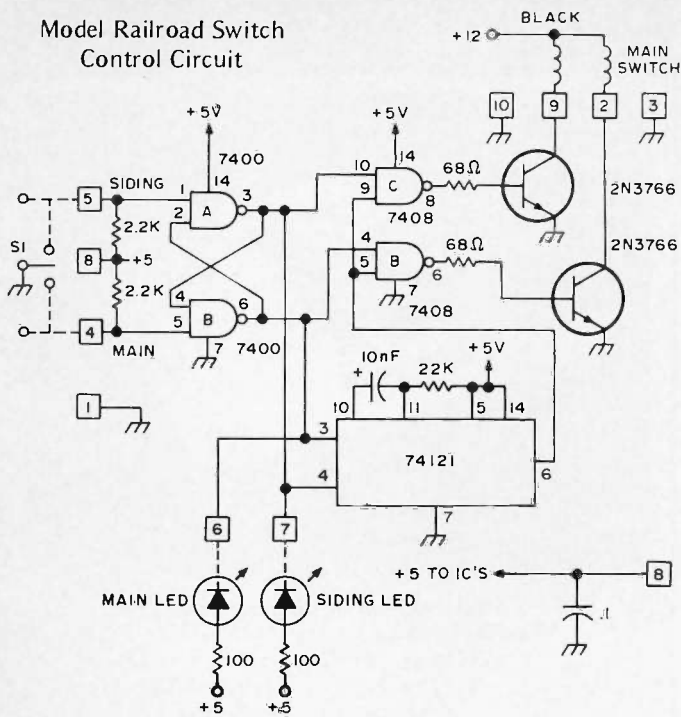 Model Railroad Switch
Control Circuit
BLACK
+12
MAIN
SWITCH
10
9
2
3
+5V
7400
14
5
SIDING
1
2
A
3
2.2K
S1
8
+5
2.2K
4
B
6
5
4
MAIN
7
7400
1
+5V
14
10
9
C
8
7408
68Ω
4
5
B
6
7
7408
68Ω
2N3766
2N3766
10nF
+
22K
+5V
10
11
5
14
3
4
74121
6
7
6
7
MAIN LED
SIDING LED
100
100
+5
+5
+5 TO IC'S
8
.1